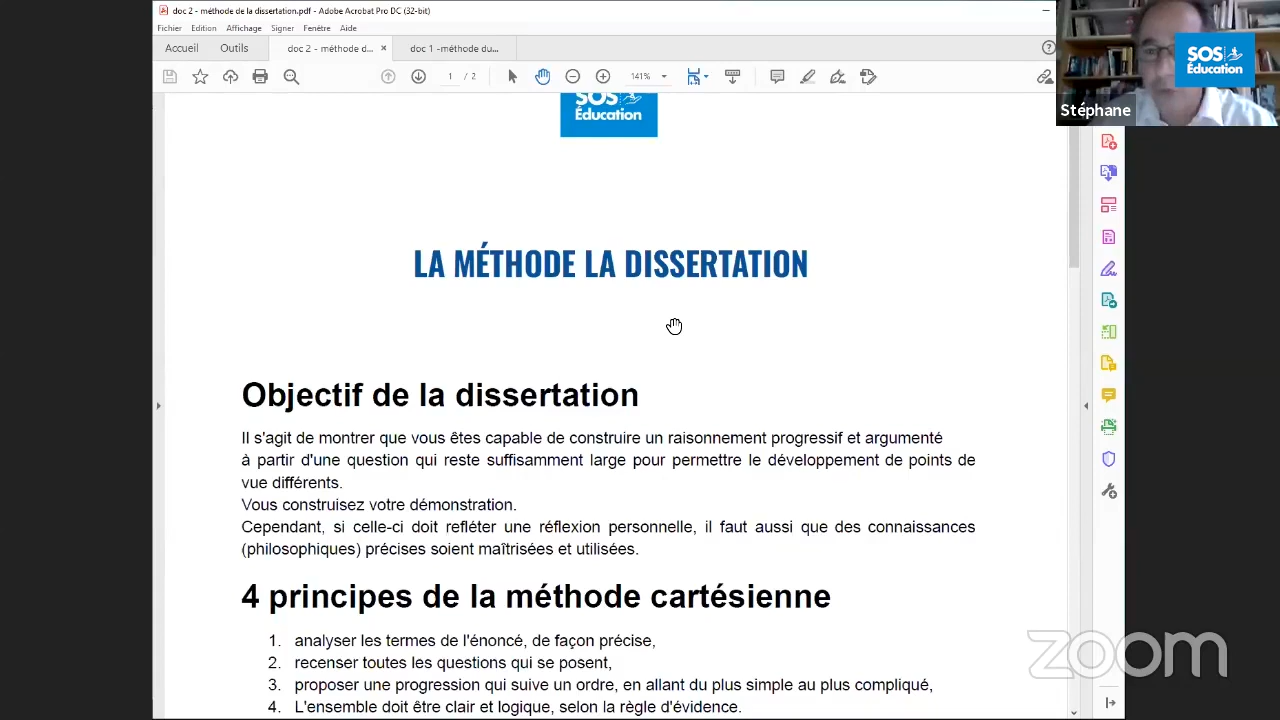 doc 2 - méthode de la dissertation.pdf - Adobe Acrobat Pro DC (32-bit)
Fichier Edition Affichage Signer Fenêtre Aide
Accueil Outils doc 2 - méthode d... × doc 1 -méthode du...
1 / 2 141%
SOS
Éducation
Stéphane
SOS
Éducation
LA MÉTHODE LA DISSERTATION
Objectif de la dissertation
Il s'agit de montrer que vous êtes capable de construire un raisonnement progressif et argumenté
à partir d'une question qui reste suffisamment large pour permettre le développement de points de
vue différents.
Vous construisez votre démonstration.
Cependant, si celle-ci doit refléter une réflexion personnelle, il faut aussi que des connaissances
(philosophiques) précises soient maîtrisées et utilisées.
4 principes de la méthode cartésienne
1. analyser les termes de l'énoncé, de façon précise,
2. recenser toutes les questions qui se posent,
3. proposer une progression qui suive un ordre, en allant du plus simple au plus compliqué,
4. L'ensemble doit être clair et logique, selon la règle d'évidence.
zoom